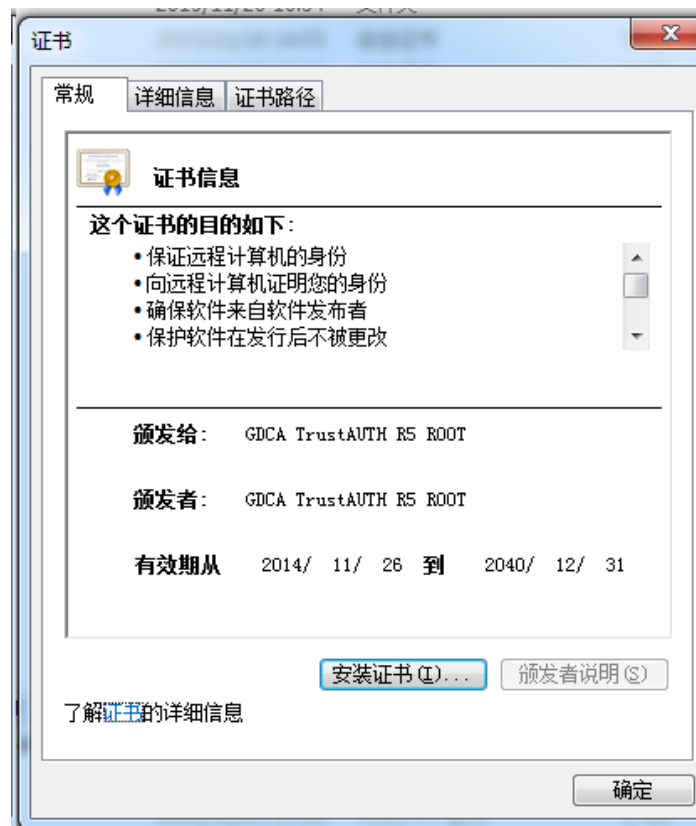 证书
常规 详细信息 证书路径
证书信息
这个证书的目的如下:
•保证远程计算机的身份
•向远程计算机证明您的身份
•确保软件来自软件发布者
•保护软件在发行后不被更改
颁发给: GDCA TrustAUTH R5 ROOT
颁发者: GDCA TrustAUTH R5 ROOT
有效期从 2014/ 11/ 26 到 2040/ 12/ 31
安装证书(I)... 颁发者说明(S)
了解证书的详细信息
确定